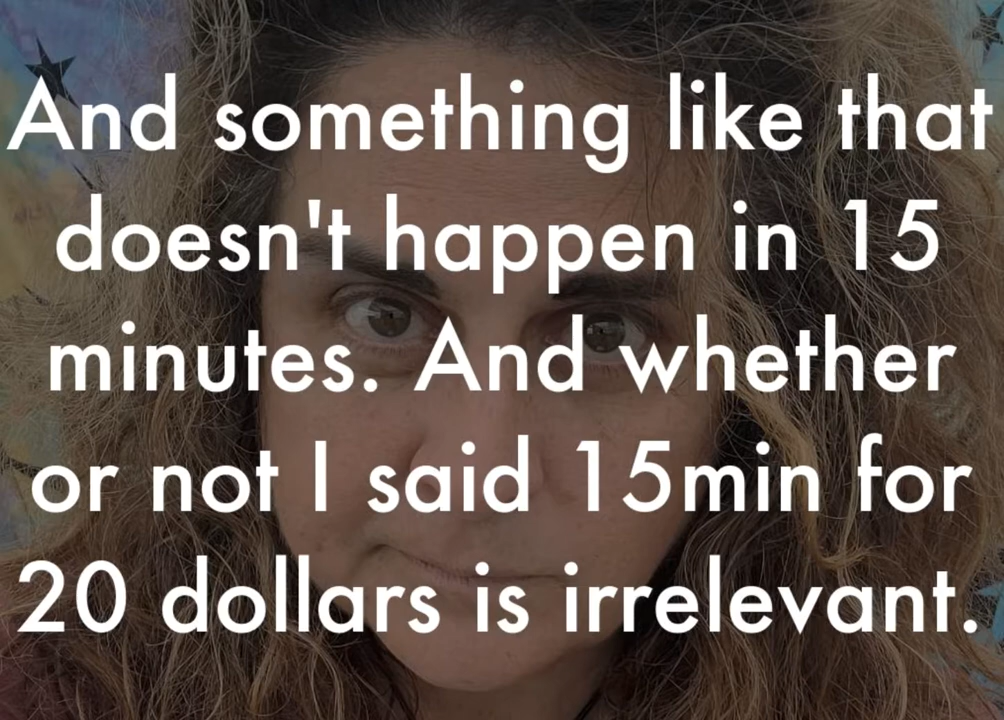 And something like that
doesn't happen in 15
minutes. And whether
or not I said 15min for
20 dollars is irrelevant.